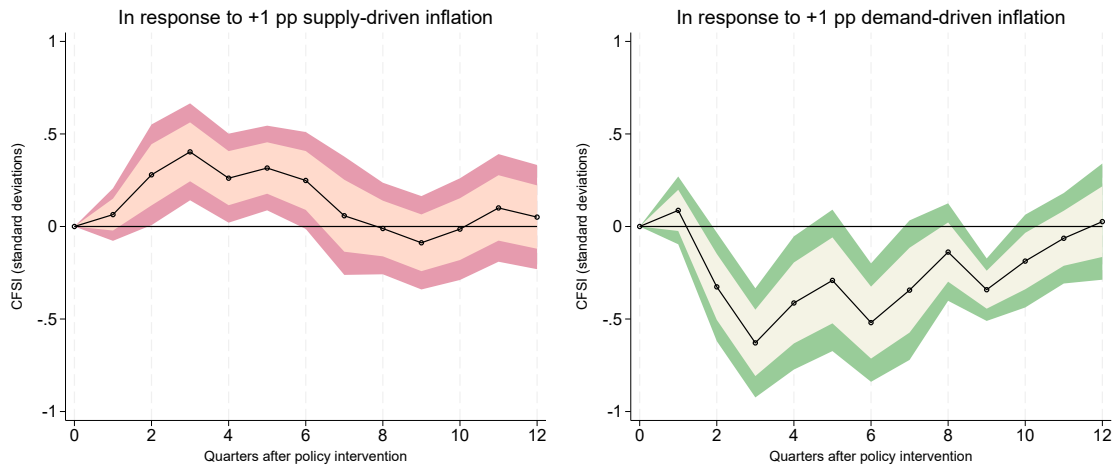 In response to +1 pp supply-driven inflation
CFSI (standard deviations)
1
.5
0
-.5
-1
0 2 4 6 8 10 12
Quarters after policy intervention
In response to +1 pp demand-driven inflation
CFSI (standard deviations)
1
.5
0
-.5
-1
0 2 4 6 8 10 12
Quarters after policy intervention